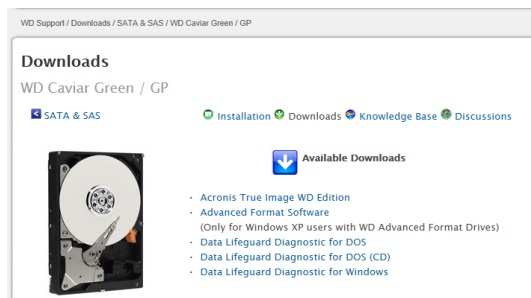 WD Support / Downloads / SATA & SAS / WD Caviar Green / GP
Downloads
WD Caviar Green / GP
SATA & SAS
Installation Downloads Knowledge Base Discussions
Available Downloads
· Acronis True Image WD Edition
· Advanced Format Software
(Only for Windows XP users with WD Advanced Format Drives)
· Data Lifeguard Diagnostic for DOS
· Data Lifeguard Diagnostic for DOS (CD)
· Data Lifeguard Diagnostic for Windows